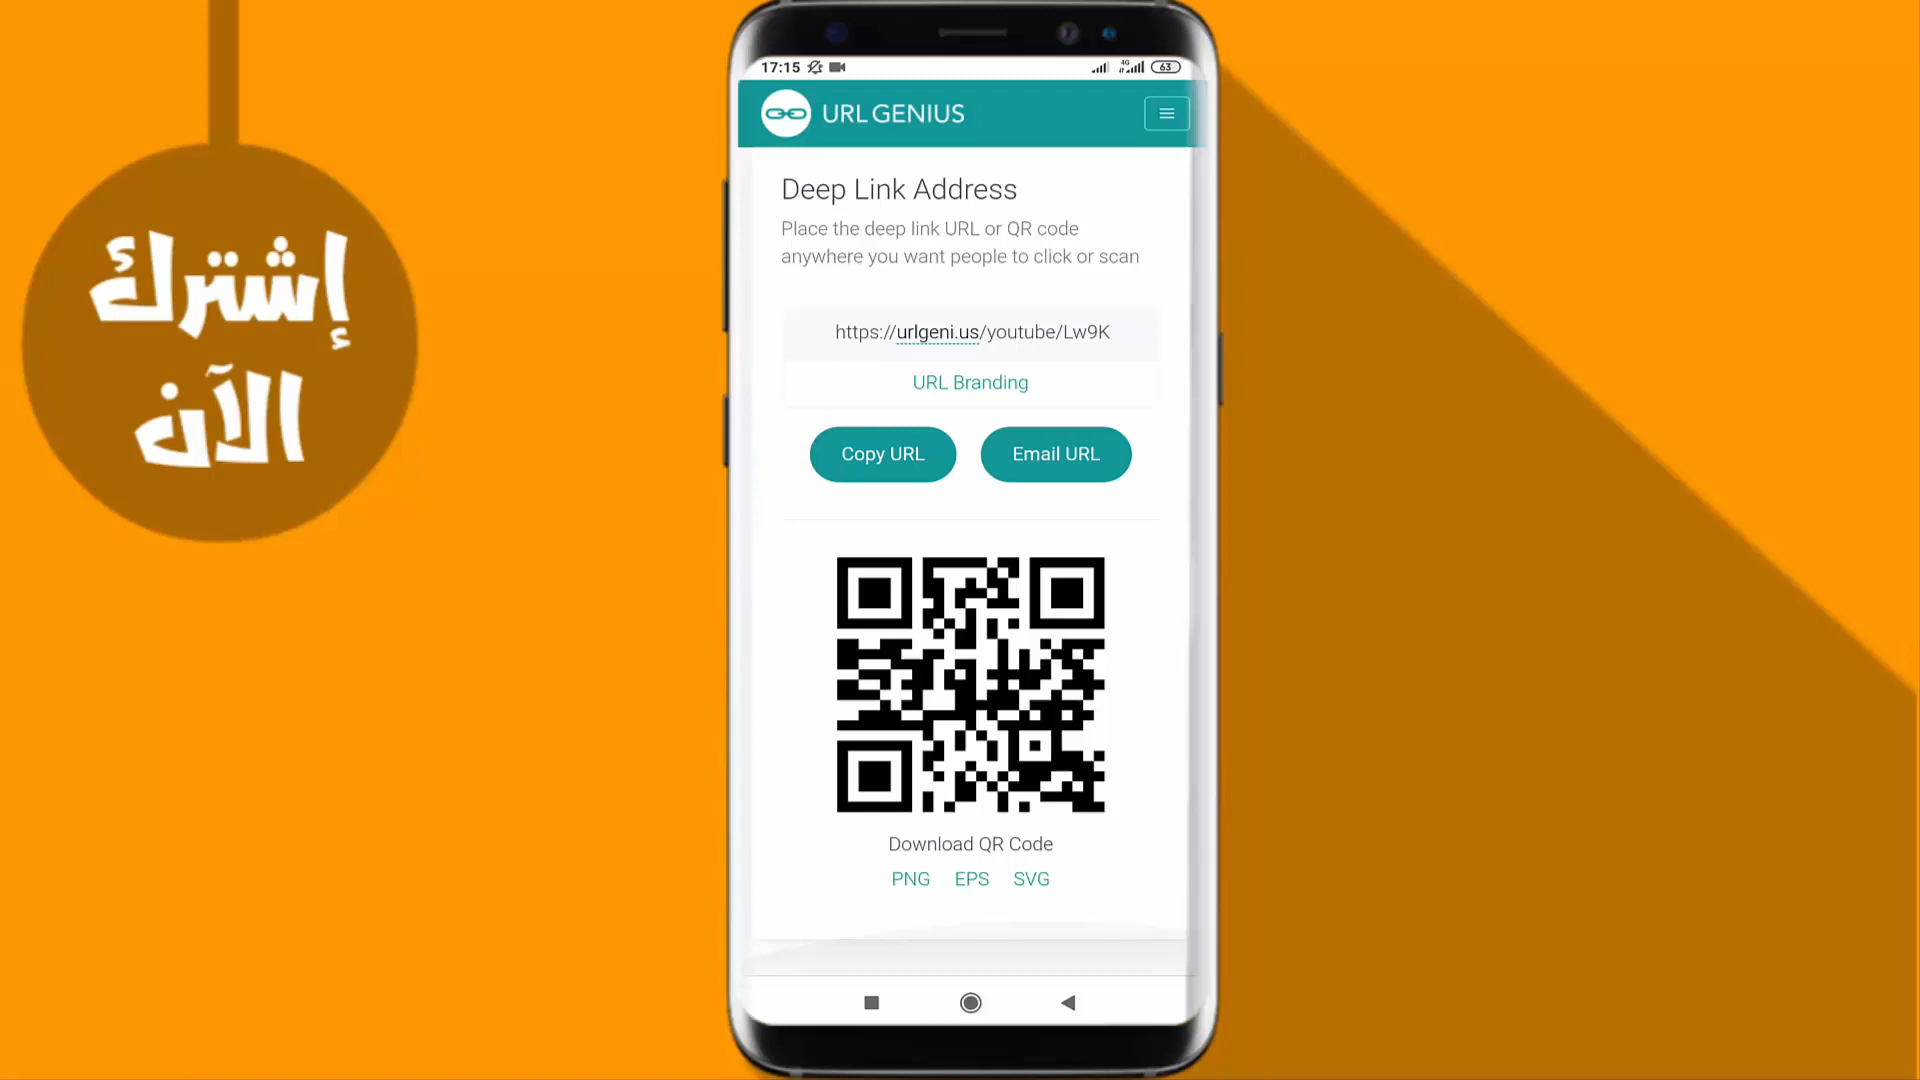 إشترك
الآن
17:15
4G
63
URL GENIUS
Deep Link Address
Place the deep link URL or QR code
anywhere you want people to click or scan
https://urlgeni.us/youtube/Lw9K
URL Branding
Copy URL
Email URL
Download QR Code
PNG EPS SVG